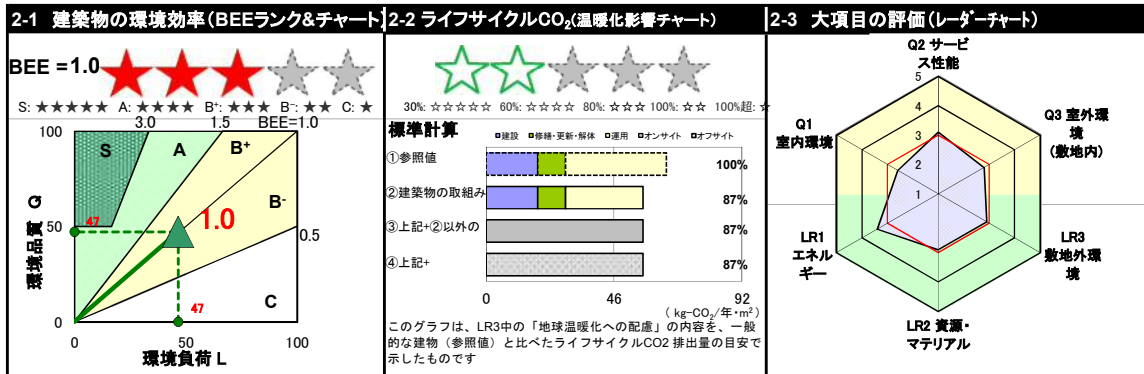 2-1 建築物の環境効率(BEEランク&チャート)
BEE =1.0
S: ★★★★★ A: ★★★★ B⁺: ★★★ B⁻: ★★ C: ★
3.0 1.5 BEE=1.0
100
S
A
B⁺
B⁻
環境品質 Q
47
1.0
50
0.5
47
C
0
0 50 100
環境負荷 L
2-2 ライフサイクルCO₂(温暖化影響チャート)
30%: ☆☆☆☆☆ 60%: ☆☆☆☆ 80%: ☆☆☆ 100%: ☆☆ 100%超: ☆
標準計算
建設 修繕・更新・解体 運用 オンサイト オフサイト
①参照値 100%
②建築物の取組み 87%
③上記+②以外の 87%
④上記+ 87%
0 46 92
( kg-CO₂/年・m²)
このグラフは、LR3中の「地球温暖化への配慮」の内容を、一般
的な建物(参照値)と比べたライフサイクルCO2 排出量の目安で
示したものです
2-3 大項目の評価(レーダーチャート)
Q2 サービ
ス性能
5
4
3
2
1
Q1
室内環境
Q3 室外環
境
(敷地内)
LR1
エネル
ギー
LR3
敷地外環
境
LR2 資源・
マテリアル